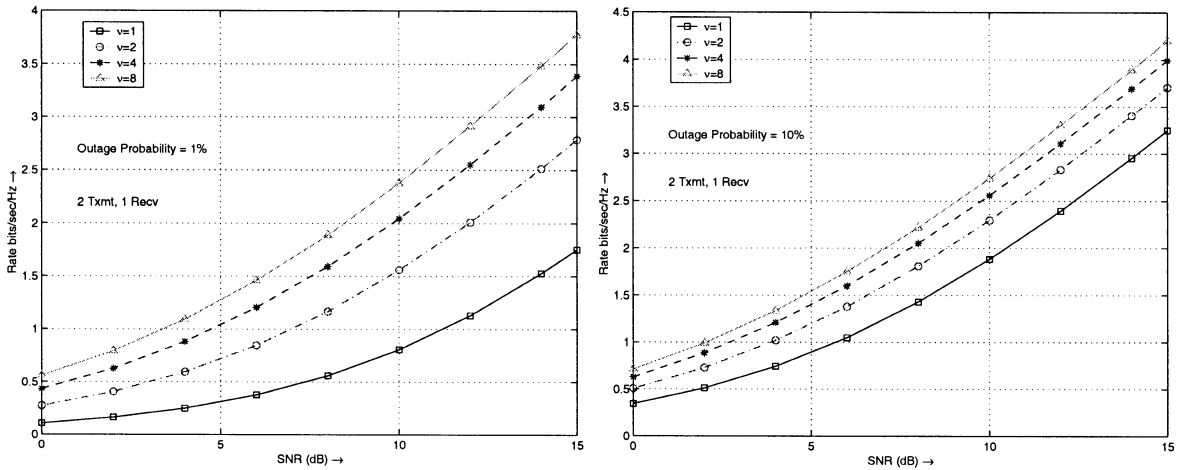 4
3.5
3
2.5
2
1.5
1
0.5
0
Rate bits/sec/Hz →
ν=1
ν=2
ν=4
ν=8
Outage Probability = 1%
2 Txmt, 1 Recv
0
5
10
15
SNR (dB) →
4.5
4
3.5
3
2.5
2
1.5
1
0.5
0
Rate bits/sec/Hz →
ν=1
ν=2
ν=4
ν=8
Outage Probability = 10%
2 Txmt, 1 Recv
0
5
10
15
SNR (dB) →